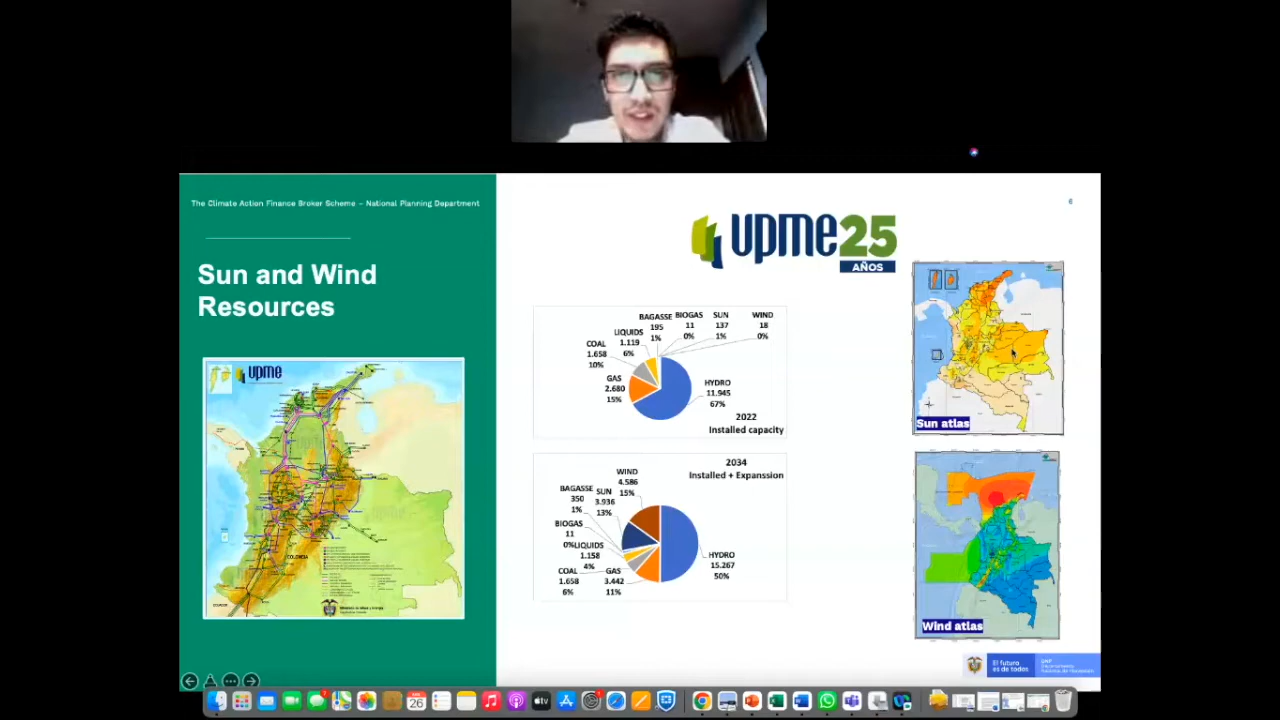 The Climate Action Finance Broker Scheme – National Planning Department
6
Sun and Wind
Resources
upme25
AÑOS
upme
COLOMBIA
BAGASSE
195
1%
BIOGAS
11
0%
SUN
137
1%
WIND
18
0%
LIQUIDS
1.119
6%
COAL
1.658
10%
GAS
2.680
15%
HYDRO
11.945
67%
2022
Installed capacity
2034
Installed + Expanssion
WIND
4.586
15%
SUN
3.936
13%
BAGASSE
350
1%
BIOGAS
11
0%
LIQUIDS
1.158
4%
COAL
1.658
6%
GAS
3.442
11%
HYDRO
15.267
50%
Sun atlas
Wind atlas
El futuro
es de todos
DNP
26
tv